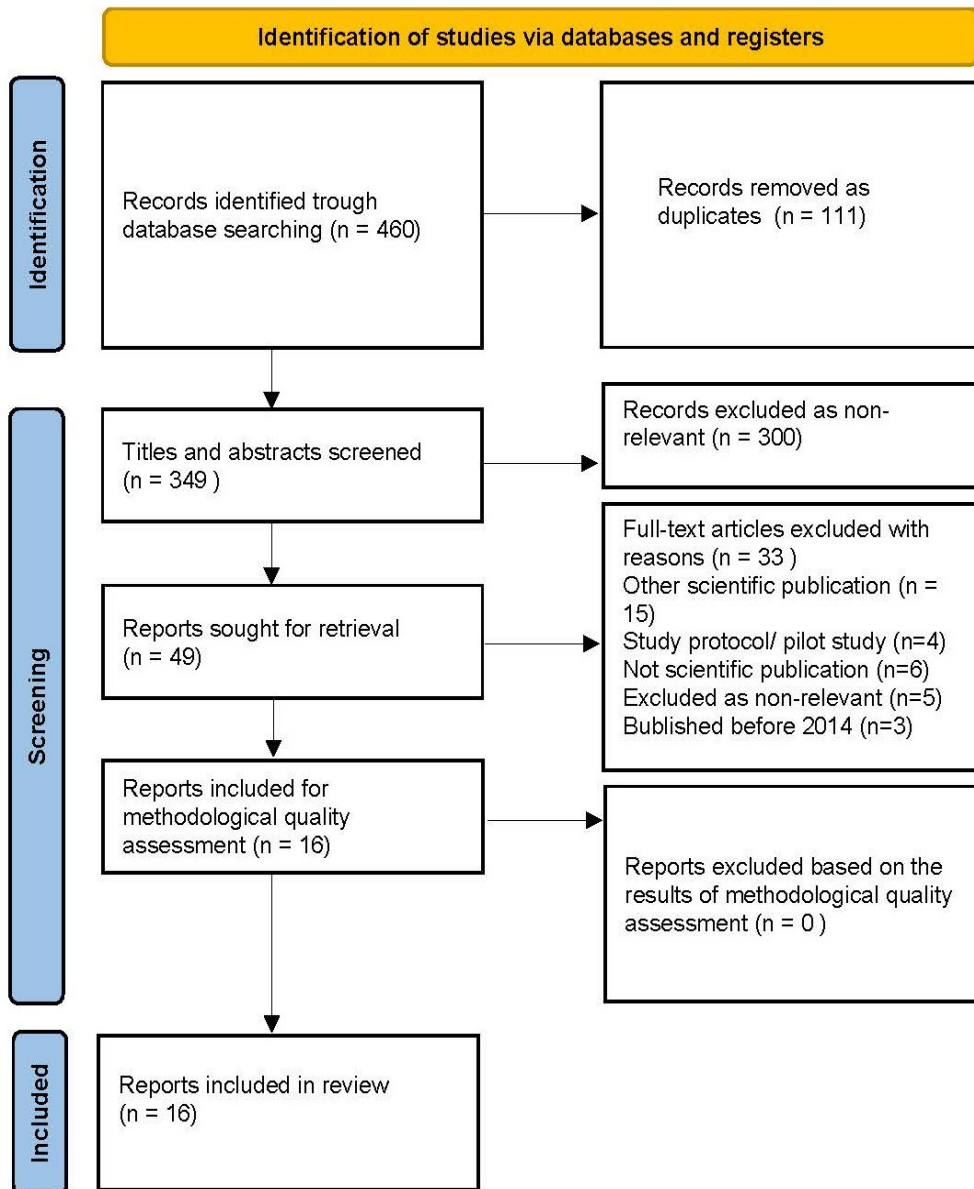 Identification of studies via databases and registers
Identification
Records identified trough
database searching (n = 460)
Records removed as
duplicates  (n = 111)
Screening
Titles and abstracts screened
(n = 349 )
Records excluded as non-
relevant (n = 300)
Reports sought for retrieval
(n = 49)
Full-text articles excluded with
reasons (n = 33 )
Other scientific publication (n =
15)
Study protocol/ pilot study (n=4)
Not scientific publication (n=6)
Excluded as non-relevant (n=5)
Bublished before 2014 (n=3)
Reports included for
methodological quality
assessment (n = 16)
Reports excluded based on the
results of methodological quality
assessment (n = 0 )
Included
Reports included in review
(n = 16)